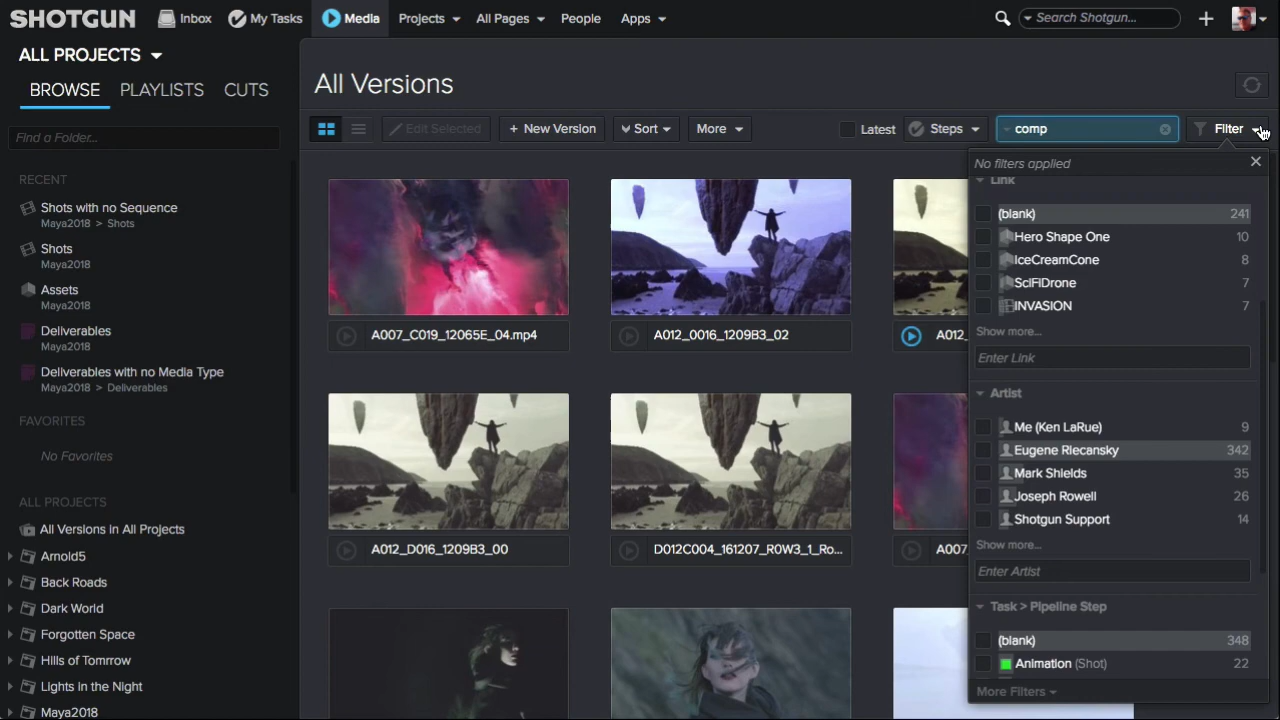 SHOTGUN Inbox My Tasks Media Projects All Pages People Apps Search Shotgun...
ALL PROJECTS
BROWSE PLAYLISTS CUTS
Find a Folder...
RECENT
Shots with no Sequence
Maya2018 > Shots
Shots
Maya2018
Assets
Maya2018
Deliverables
Maya2018
Deliverables with no Media Type
Maya2018 > Deliverables
FAVORITES
No Favorites
ALL PROJECTS
All Versions in All Projects
Arnold5
Back Roads
Dark World
Forgotten Space
Hills of Tomrrow
Lights in the Night
Maya2018
All Versions
Edit Selected + New Version Sort More Latest Steps comp Filter
A007_C019_12065E_04.mp4
A012_0016_1209B3_02
A012_
A012_D016_1209B3_00
D012C004_161207_R0W3_1_Ro...
A007
No filters applied
Link
(blank) 241
Hero Shape One 10
IceCreamCone 8
SciFiDrone 7
INVASION 7
Show more...
Enter Link
Artist
Me (Ken LaRue) 9
Eugene Riecansky 342
Mark Shields 35
Joseph Rowell 26
Shotgun Support 14
Show more...
Enter Artist
Task > Pipeline Step
(blank) 348
Animation (Shot) 22
More Filters